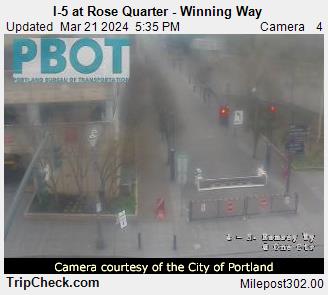 I-5 at Rose Quarter - Winning Way
Updated Mar 21 2024 5:35 PM Camera 4
PBOT
PORTLAND BUREAU OF TRANSPORTATION
Camera courtesy of the City of Portland
TripCheck.com Milepost302.00